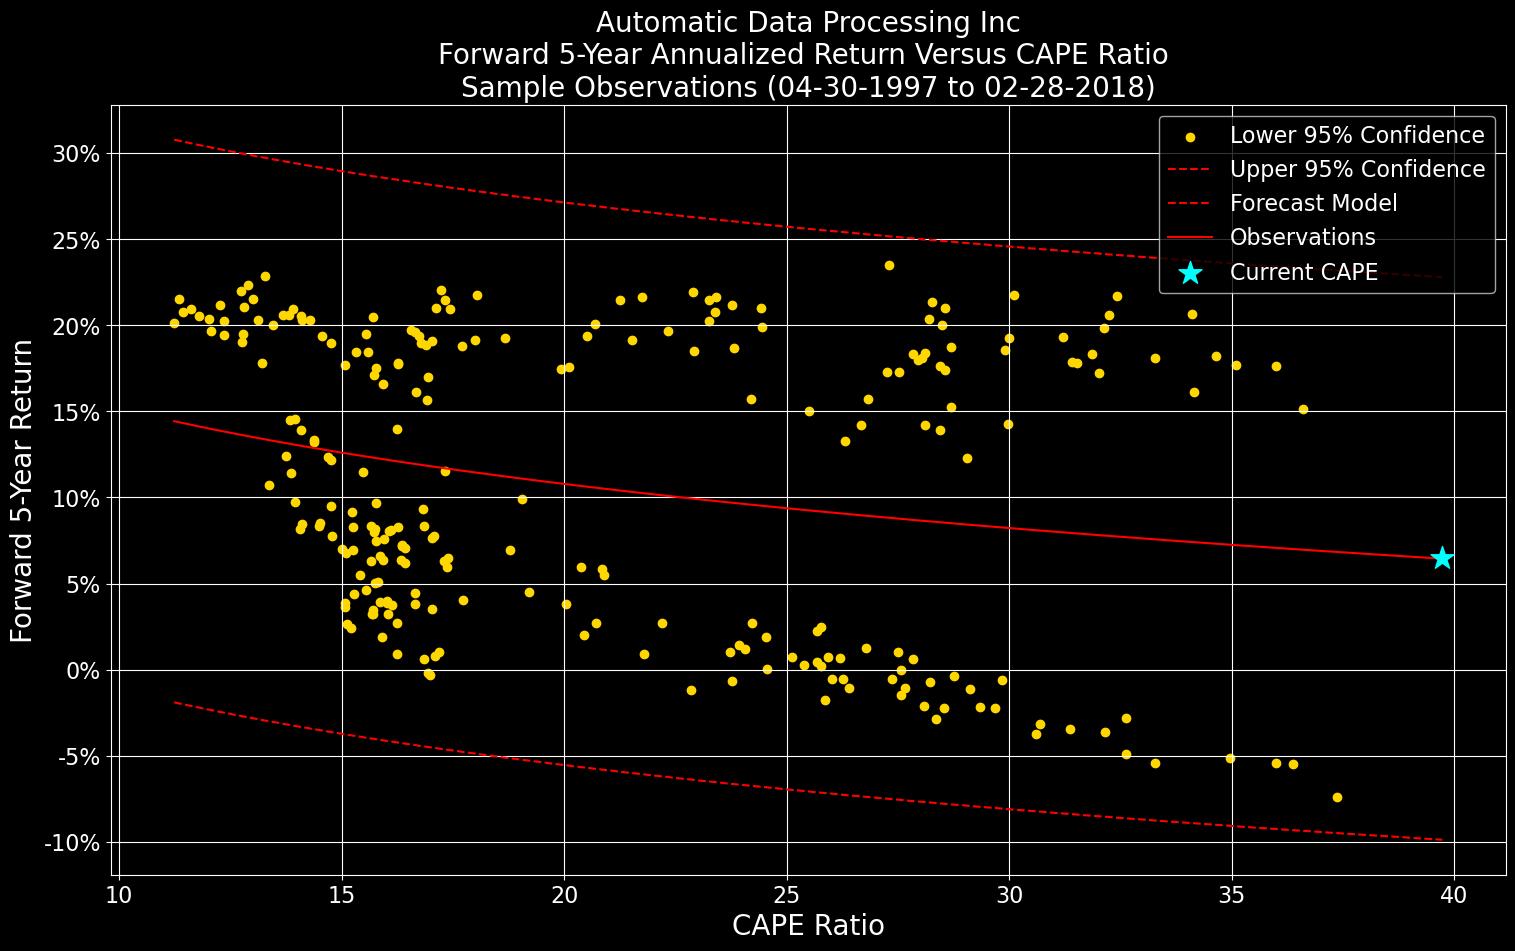 Automatic Data Processing Inc
Forward 5-Year Annualized Return Versus CAPE Ratio
Sample Observations (04-30-1997 to 02-28-2018)
Lower 95% Confidence
Upper 95% Confidence
Forecast Model
Observations
Current CAPE
Forward 5-Year Return
30%
25%
20%
15%
10%
5%
0%
-5%
-10%
10
15
20
25
30
35
40
CAPE Ratio